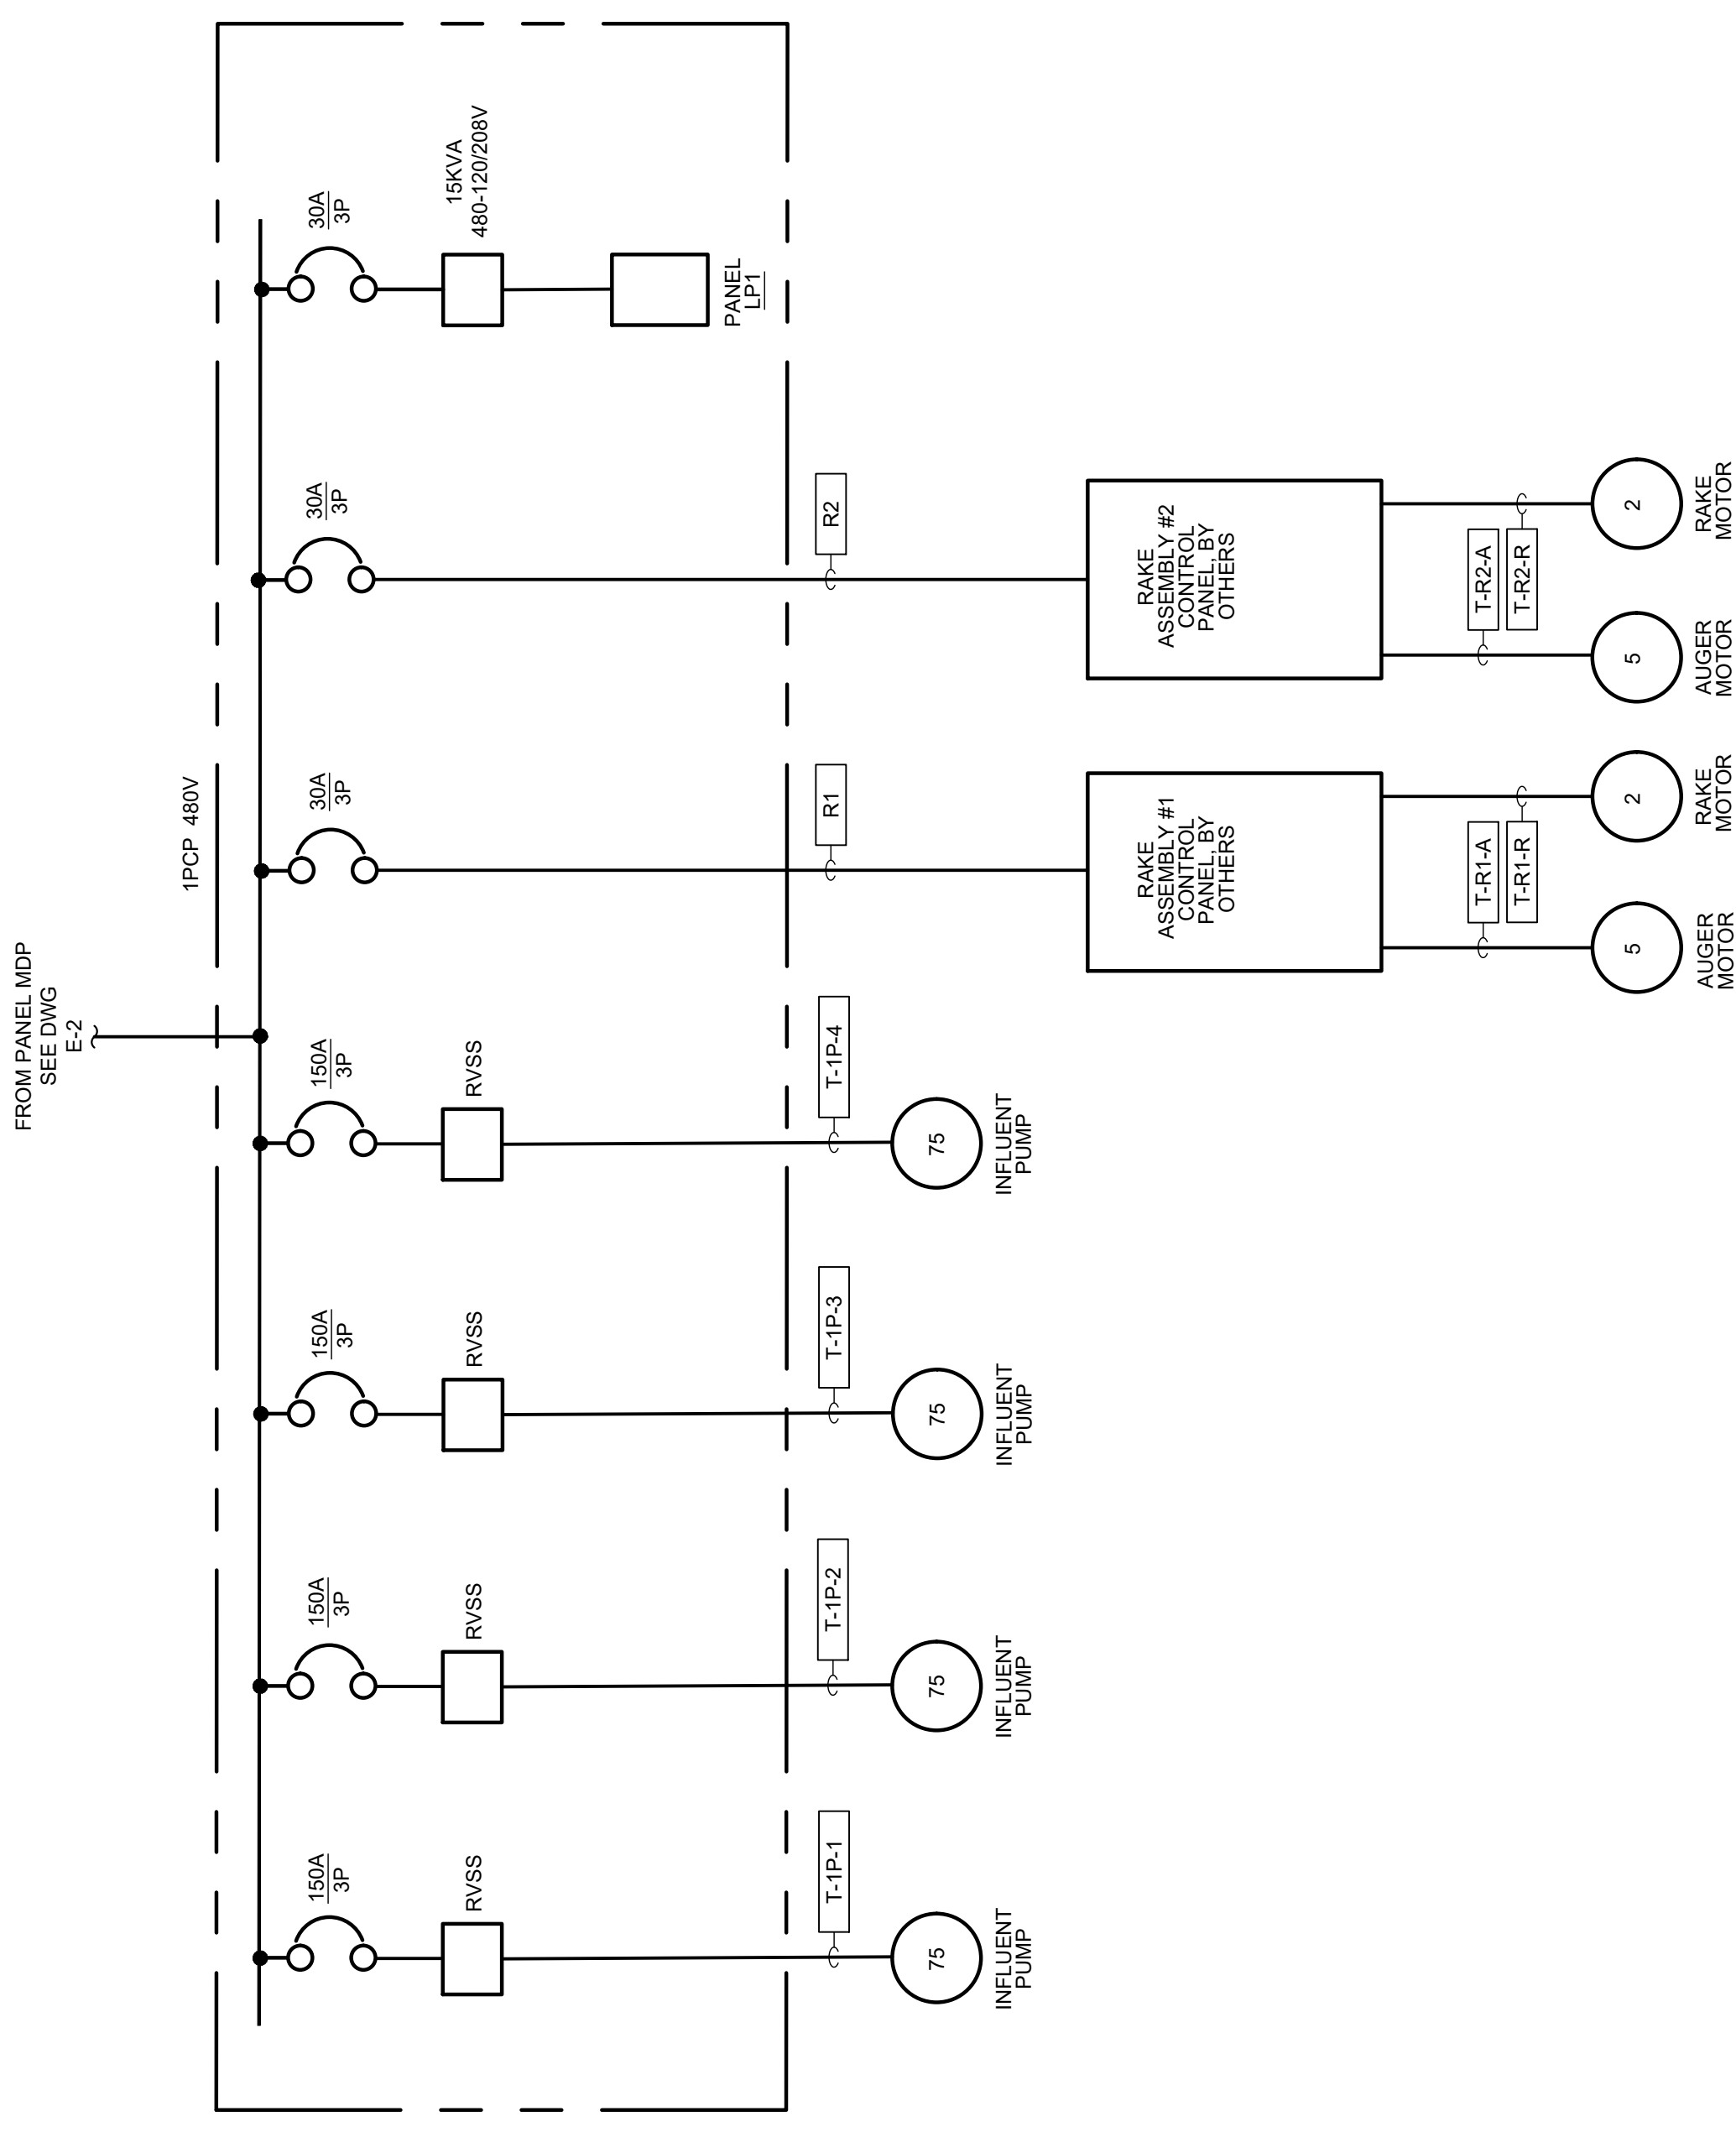 FROM PANEL MDP
SEE DWG
E-2
1PCP 480V
150A
3P
150A
3P
150A
3P
150A
3P
30A
3P
30A
3P
30A
3P
RVSS
RVSS
RVSS
RVSS
15KVA
480-120/208V
PANEL
LP1
T-1P-1
T-1P-2
T-1P-3
T-1P-4
R1
R2
75
75
75
75
INFLUENT
PUMP
INFLUENT
PUMP
INFLUENT
PUMP
INFLUENT
PUMP
RAKE
ASSEMBLY #1
CONTROL
PANEL, BY
OTHERS
RAKE
ASSEMBLY #2
CONTROL
PANEL, BY
OTHERS
T-R1-A
T-R1-R
T-R2-A
T-R2-R
5
2
5
2
AUGER
MOTOR
RAKE
MOTOR
AUGER
MOTOR
RAKE
MOTOR